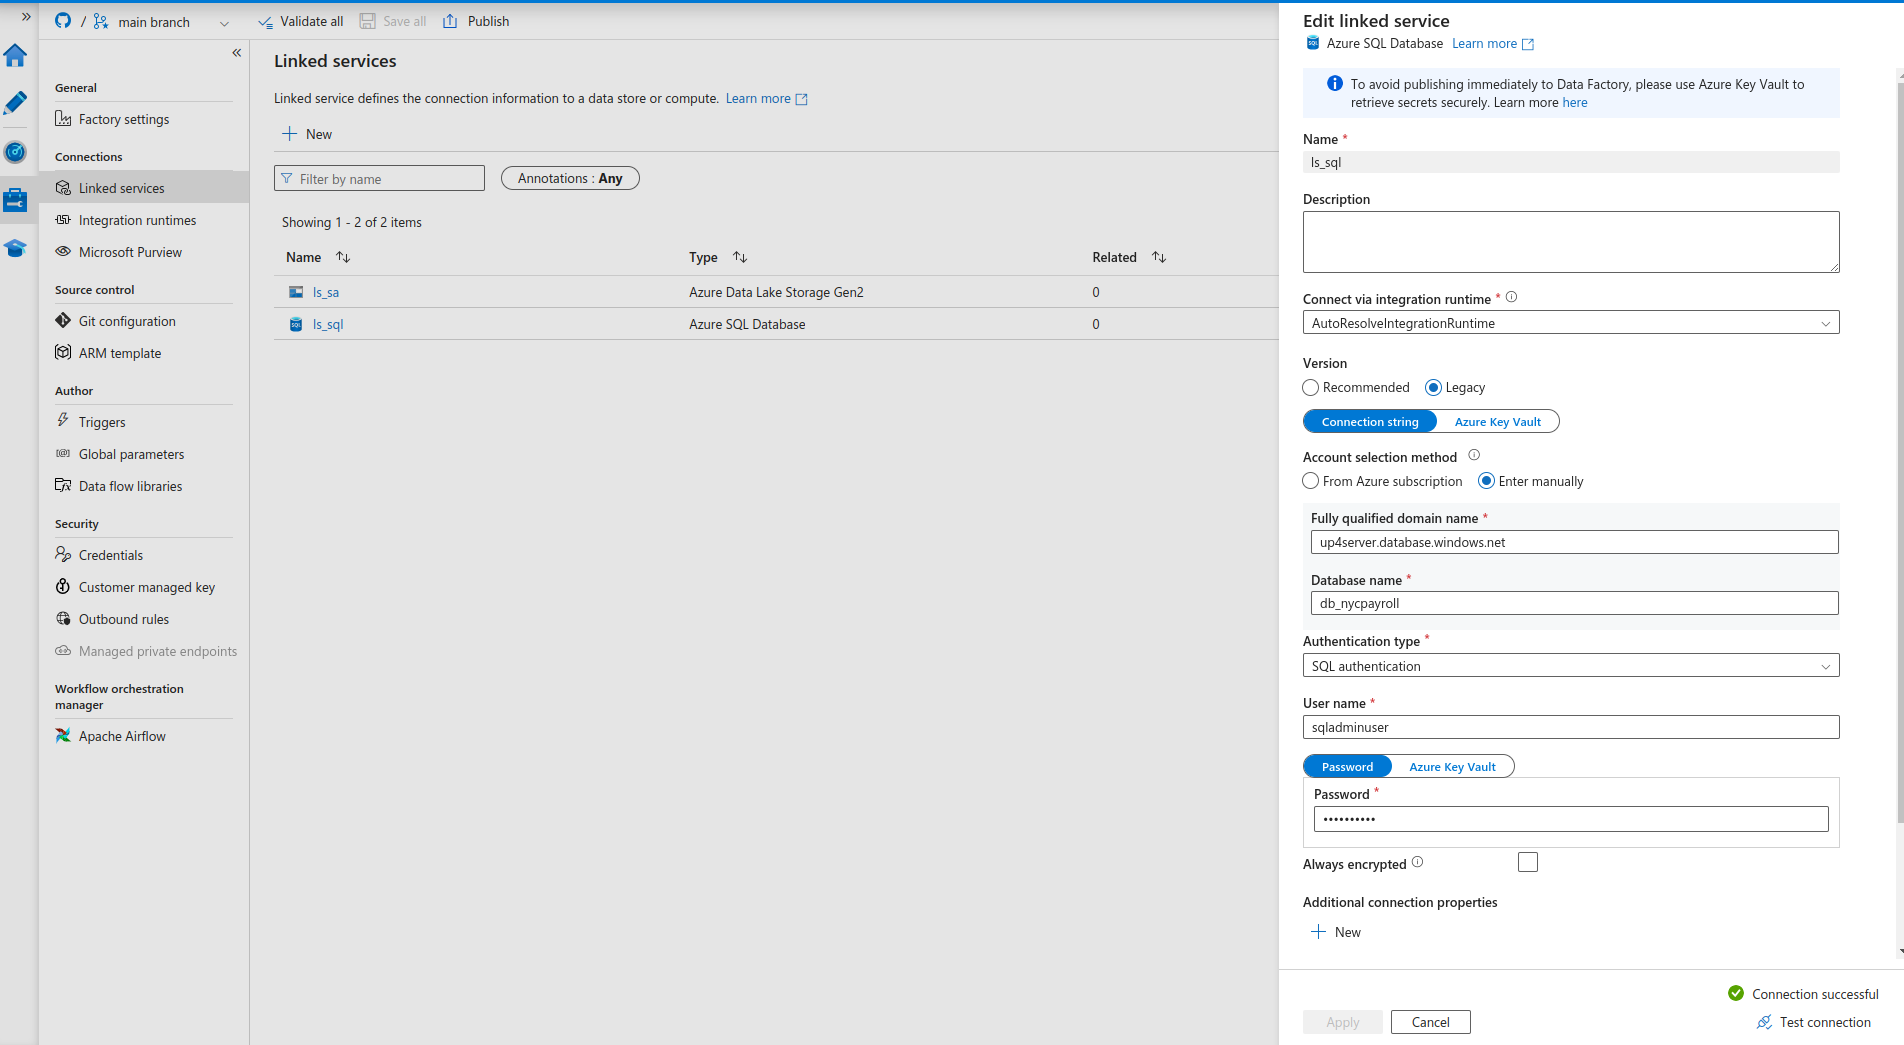 / main branch
Validate all
Save all
Publish
General
Factory settings
Connections
Linked services
Integration runtimes
Microsoft Purview
Source control
Git configuration
ARM template
Author
Triggers
Global parameters
Data flow libraries
Security
Credentials
Customer managed key
Outbound rules
Managed private endpoints
Workflow orchestration
manager
Apache Airflow
Linked services
Linked service defines the connection information to a data store or compute. Learn more
New
Filter by name
Annotations : Any
Showing 1 - 2 of 2 items
Name Type Related
ls_sa Azure Data Lake Storage Gen2 0
ls_sql Azure SQL Database 0
Edit linked service
Azure SQL Database Learn more
To avoid publishing immediately to Data Factory, please use Azure Key Vault to
retrieve secrets securely. Learn more here
Name *
ls_sql
Description
Connect via integration runtime *
AutoResolveIntegrationRuntime
Version
Recommended Legacy
Connection string Azure Key Vault
Account selection method
From Azure subscription Enter manually
Fully qualified domain name *
up4server.database.windows.net
Database name *
db_nycpayroll
Authentication type *
SQL authentication
User name *
sqladminuser
Password Azure Key Vault
Password *
••••••••••
Always encrypted
Additional connection properties
New
Connection successful
Apply Cancel Test connection